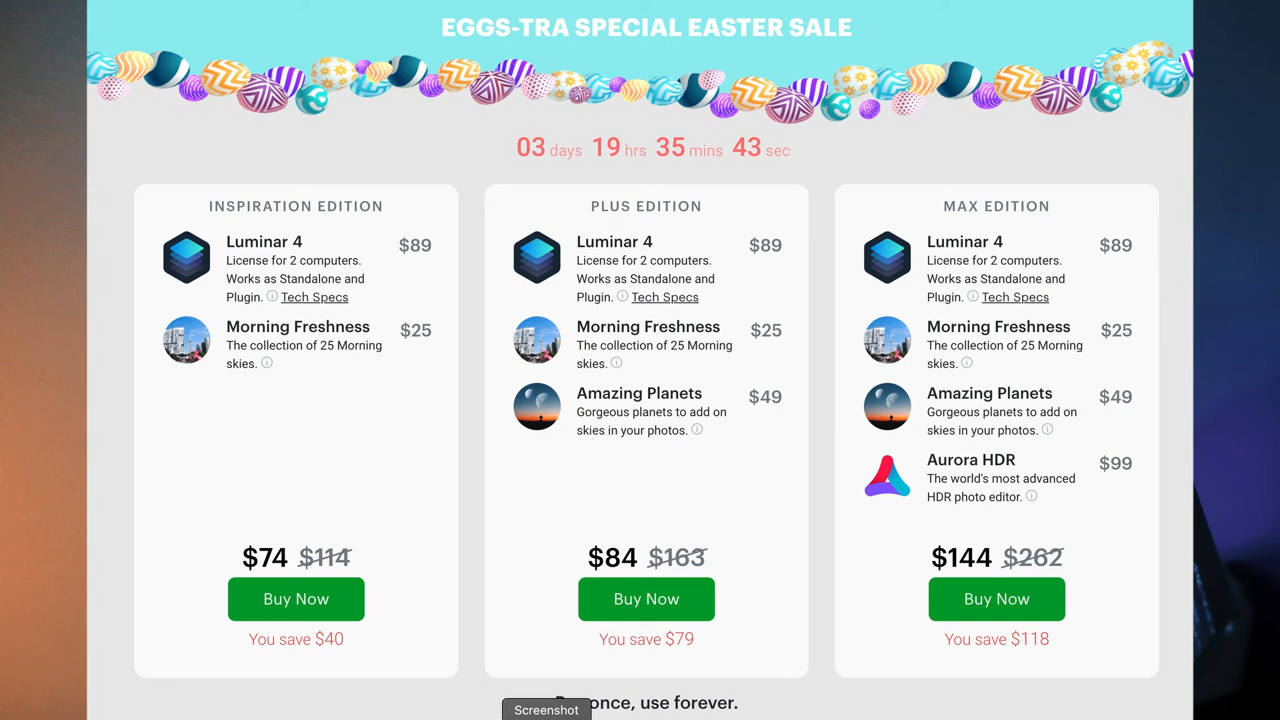 EGGS-TRA SPECIAL EASTER SALE
03 days 19 hrs 35 mins 43 sec
INSPIRATION EDITION
Luminar 4
$89
License for 2 computers.
Works as Standalone and
Plugin. ⓘ Tech Specs
Morning Freshness
$25
The collection of 25 Morning
skies. ⓘ
$74 $114
Buy Now
You save $40
PLUS EDITION
Luminar 4
$89
License for 2 computers.
Works as Standalone and
Plugin. ⓘ Tech Specs
Morning Freshness
$25
The collection of 25 Morning
skies. ⓘ
Amazing Planets
$49
Gorgeous planets to add on
skies in your photos. ⓘ
$84 $163
Buy Now
You save $79
MAX EDITION
Luminar 4
$89
License for 2 computers.
Works as Standalone and
Plugin. ⓘ Tech Specs
Morning Freshness
$25
The collection of 25 Morning
skies. ⓘ
Amazing Planets
$49
Gorgeous planets to add on
skies in your photos. ⓘ
Aurora HDR
$99
The world's most advanced
HDR photo editor. ⓘ
$144 $262
Buy Now
You save $118
once, use forever.
Screenshot